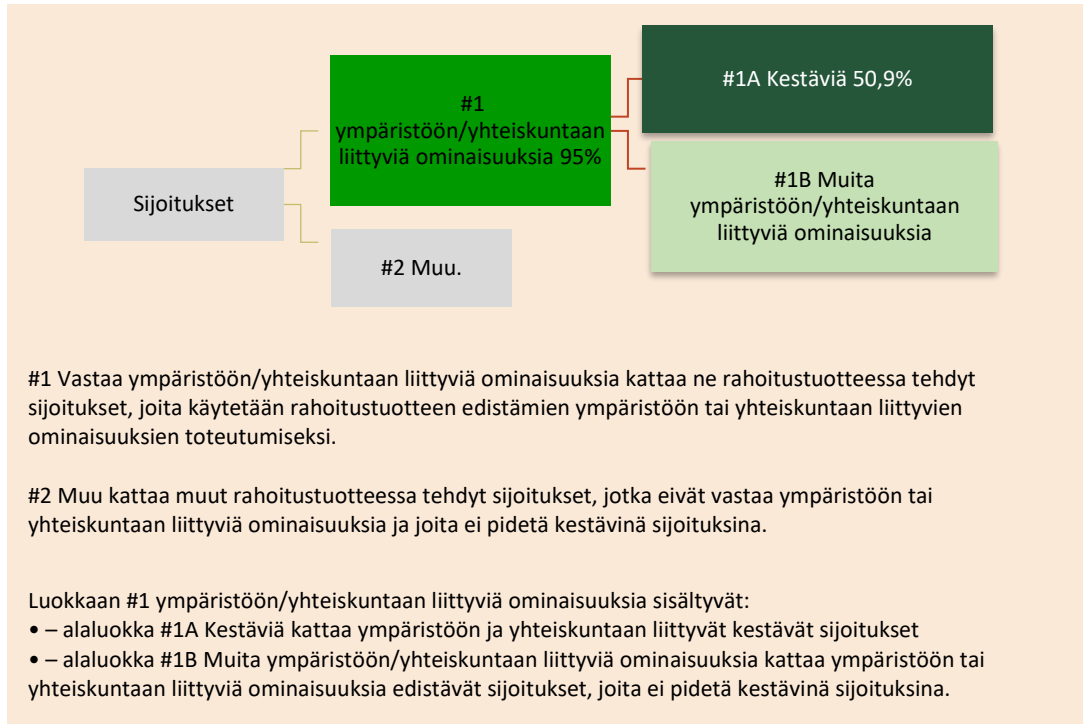 #1A Kestäviä 50,9%
#1
ympäristöön/yhteiskuntaan
liittyviä ominaisuuksia 95%
#1B Muita
ympäristöön/yhteiskuntaan
liittyviä ominaisuuksia
Sijoitukset
#2 Muu.
#1 Vastaa ympäristöön/yhteiskuntaan liittyviä ominaisuuksia kattaa ne rahoitustuotteessa tehdyt
sijoitukset, joita käytetään rahoitustuotteen edistämien ympäristöön tai yhteiskuntaan liittyvien
ominaisuuksien toteutumiseksi.
#2 Muu kattaa muut rahoitustuotteessa tehdyt sijoitukset, jotka eivät vastaa ympäristöön tai
yhteiskuntaan liittyviä ominaisuuksia ja joita ei pidetä kestävinä sijoituksina.
Luokkaan #1 ympäristöön/yhteiskuntaan liittyviä ominaisuuksia sisältyvät:
• – alaluokka #1A Kestäviä kattaa ympäristöön ja yhteiskuntaan liittyvät kestävät sijoitukset
• – alaluokka #1B Muita ympäristöön/yhteiskuntaan liittyviä ominaisuuksia kattaa ympäristöön tai
yhteiskuntaan liittyviä ominaisuuksia edistävät sijoitukset, joita ei pidetä kestävinä sijoituksina.